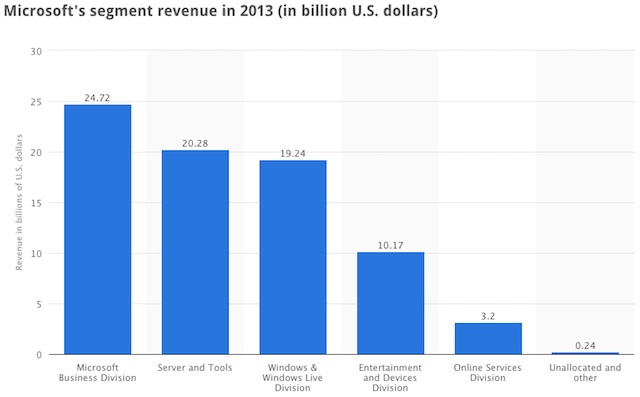 Microsoft's segment revenue in 2013 (in billion U.S. dollars)
Revenue in billions of U.S. dollars
30
25
20
15
10
5
0
24.72
20.28
19.24
10.17
3.2
0.24
Microsoft
Business Division
Server and Tools
Windows &
Windows Live
Division
Entertainment
and Devices
Division
Online Services
Division
Unallocated and
other